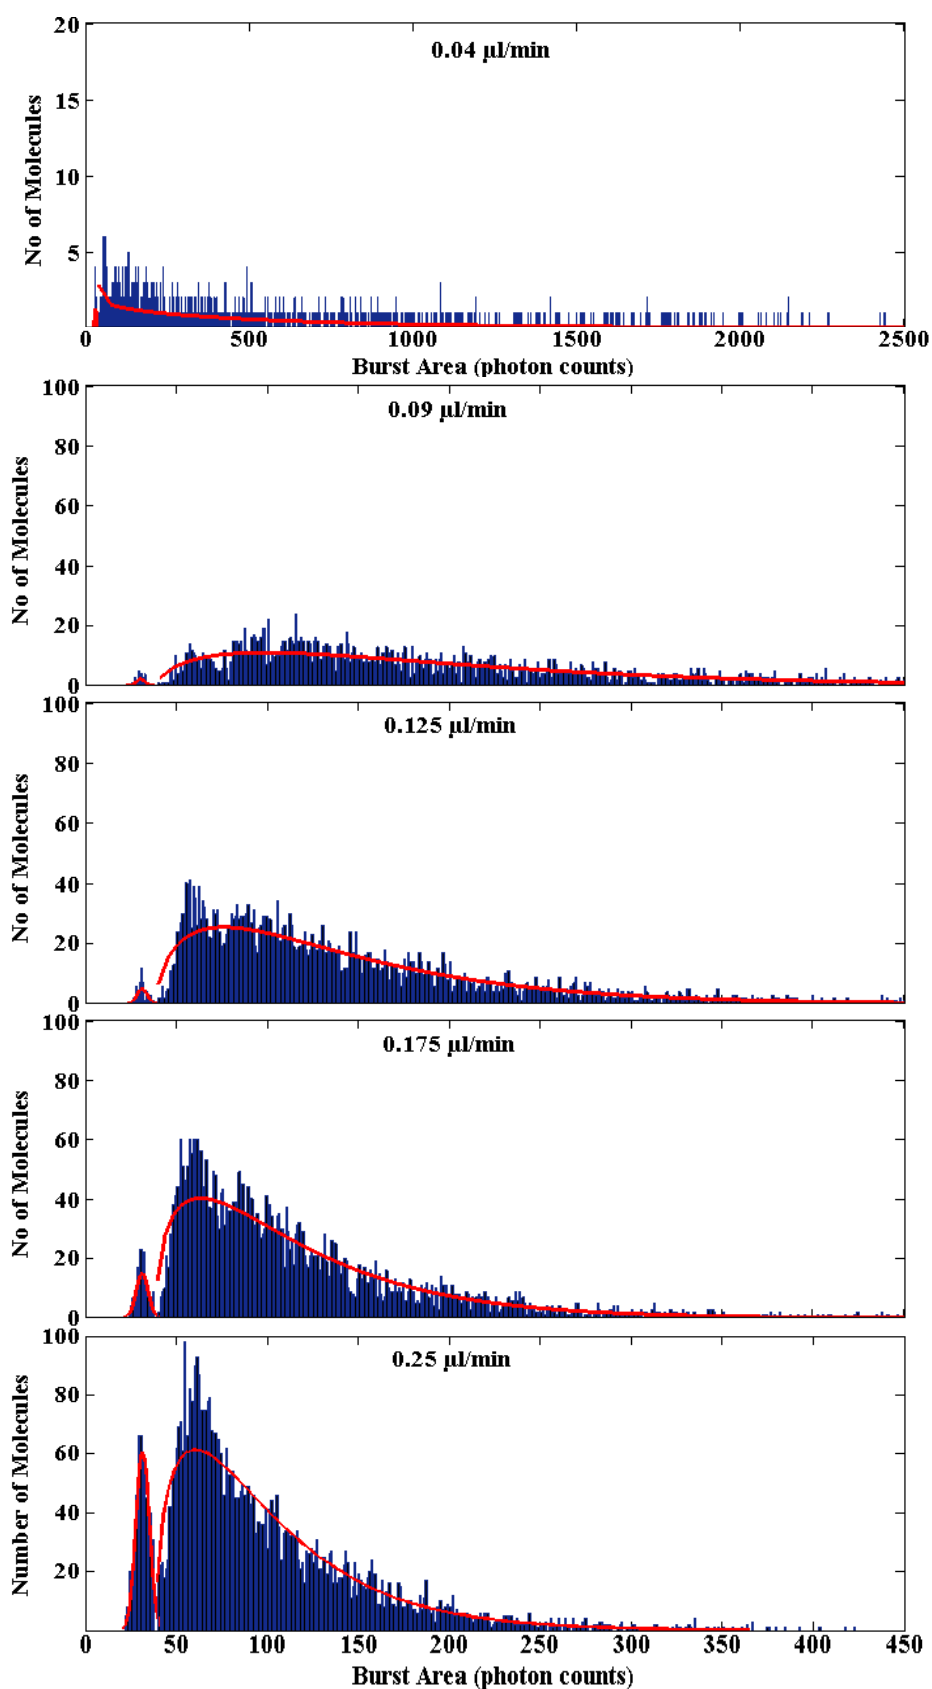 20
0.04 µl/min
15
No of Molecules
10
5
0 500 1000 1500 2000 2500
Burst Area (photon counts)
100
0.09 µl/min
80
No of Molecules
60
40
20
0
100
0.125 µl/min
80
No of Molecules
60
40
20
0
100
0.175 µl/min
80
No of Molecules
60
40
20
0
100
0.25 µl/min
80
Number of Molecules
60
40
20
0 50 100 150 200 250 300 350 400 450
Burst Area (photon counts)